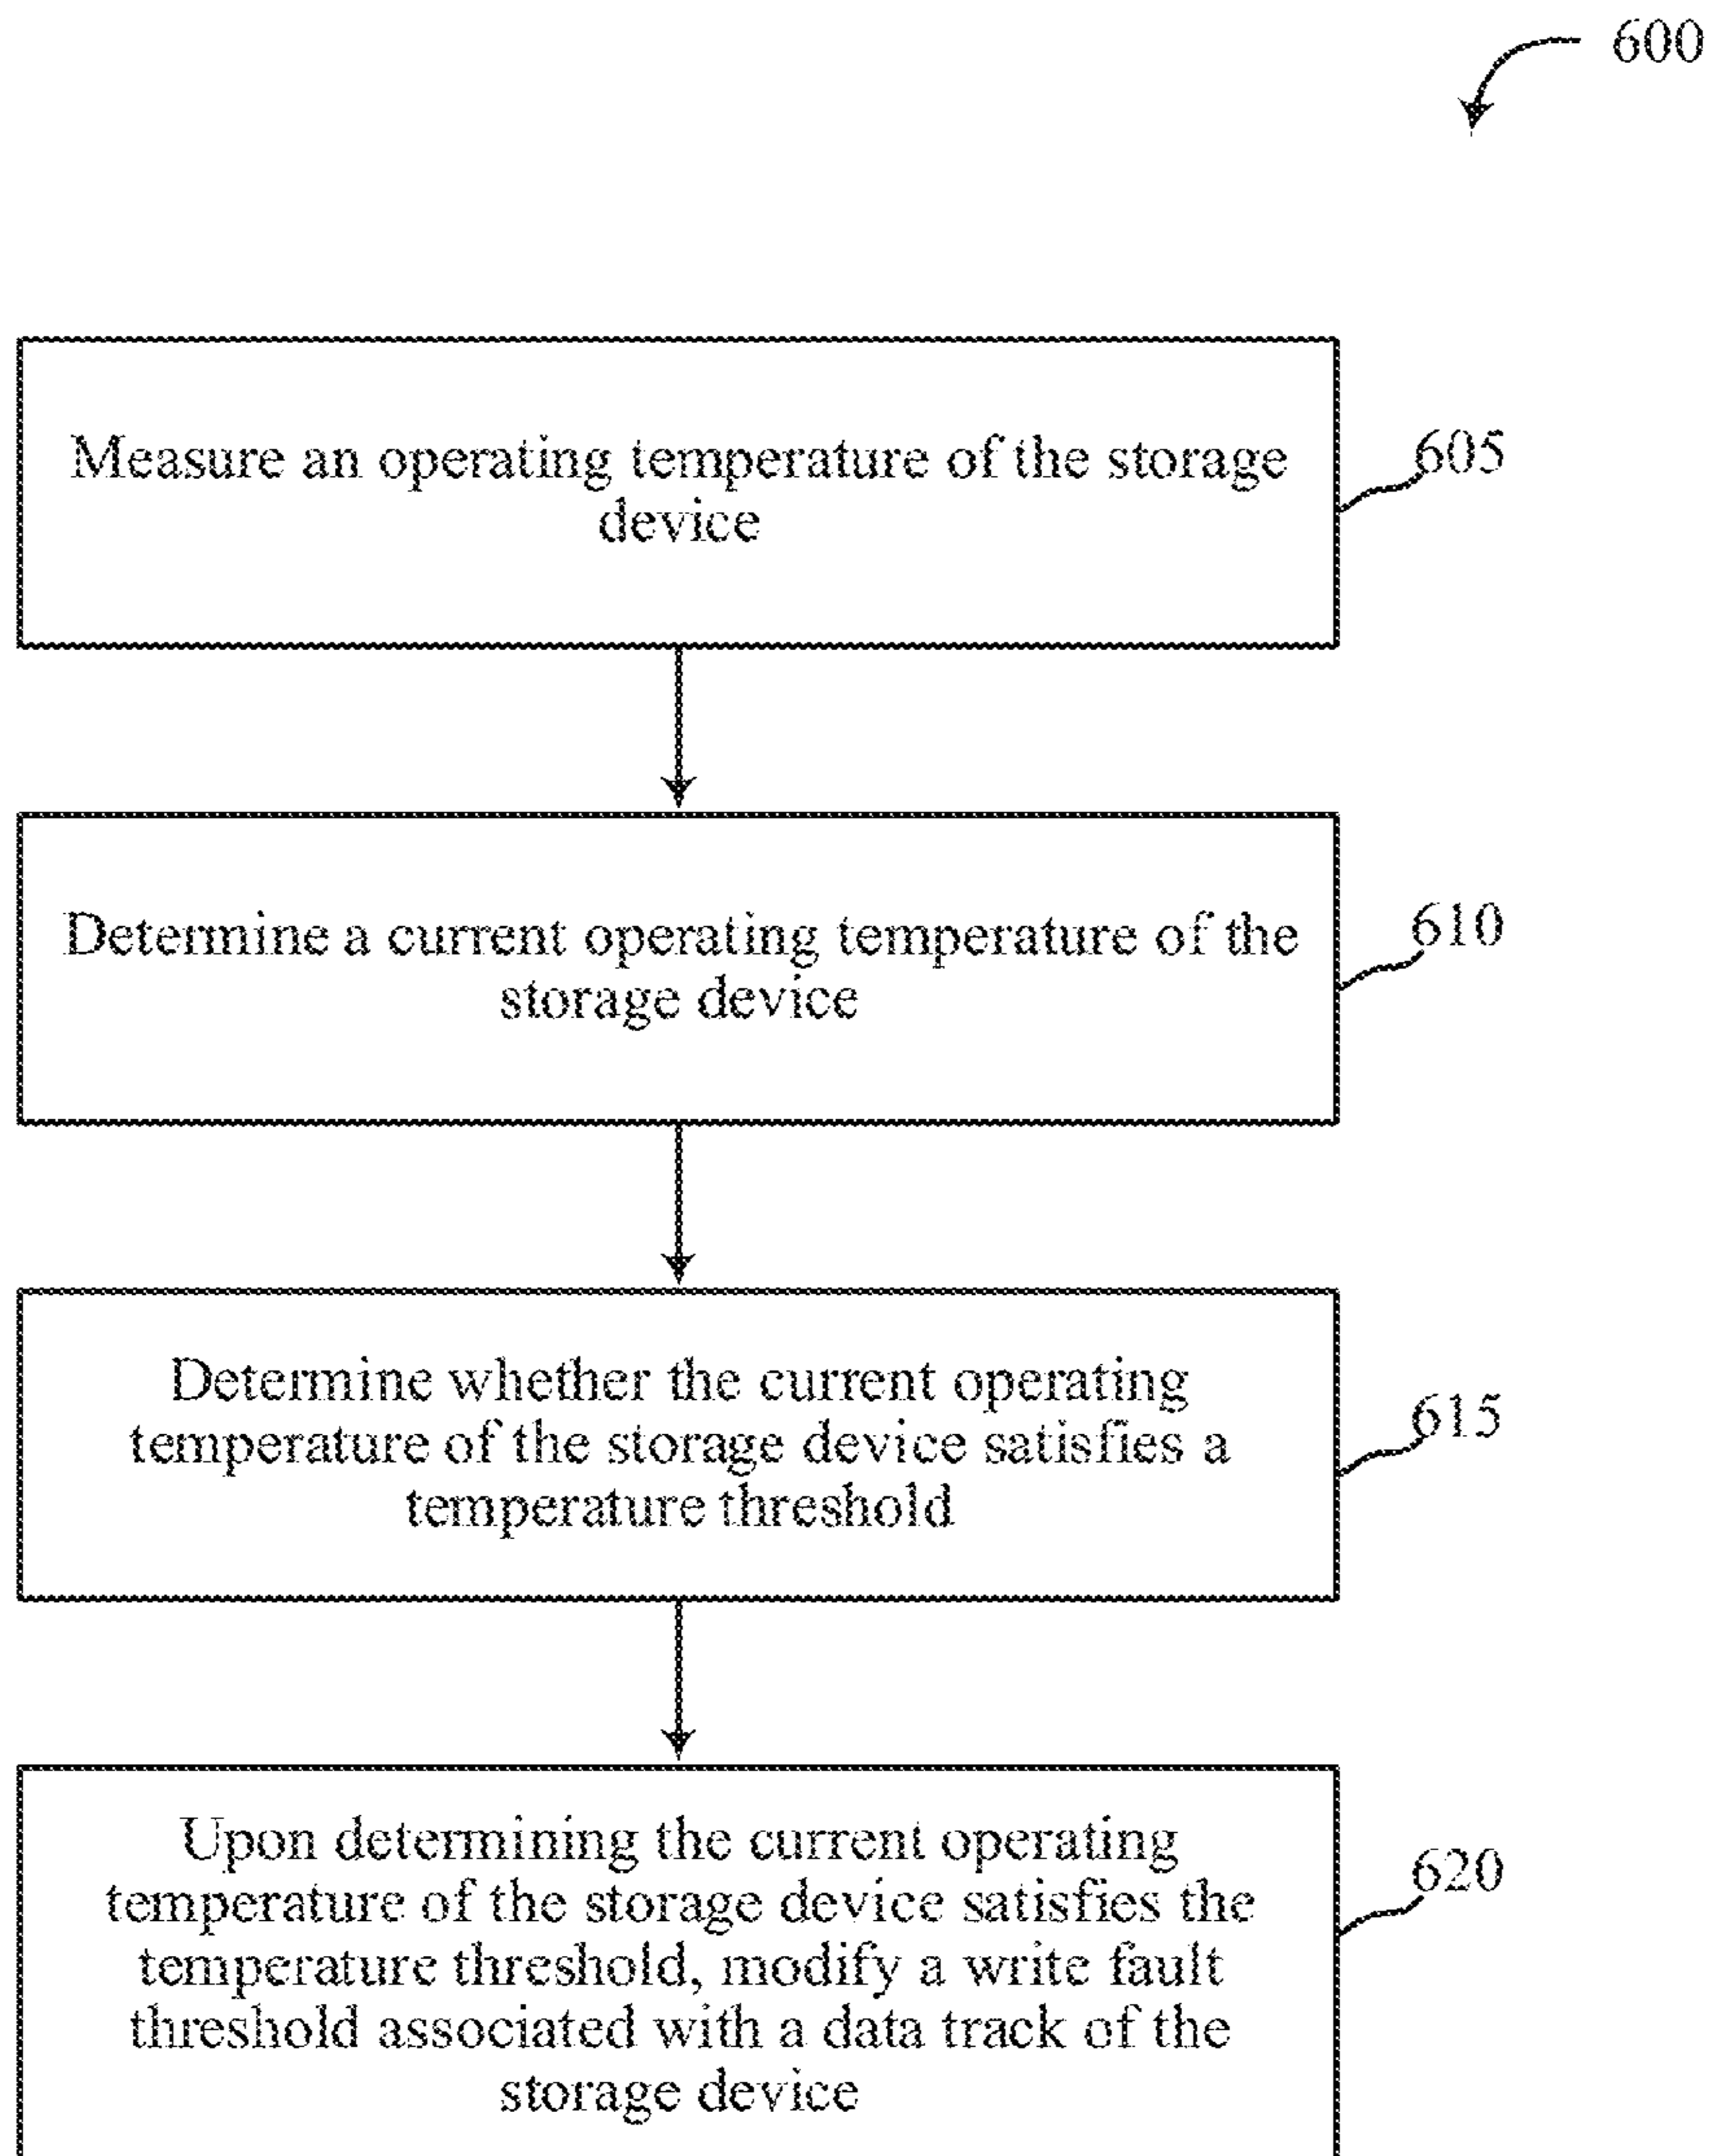 600
Measure an operating temperature of the storage
device
605
Determine a current operating temperature of the
storage device
610
Determine whether the current operating
temperature of the storage device satisfies a
temperature threshold
615
Upon determining the current operating
temperature of the storage device satisfies the
temperature threshold, modify a write fault
threshold associated with a data track of the
storage device
620